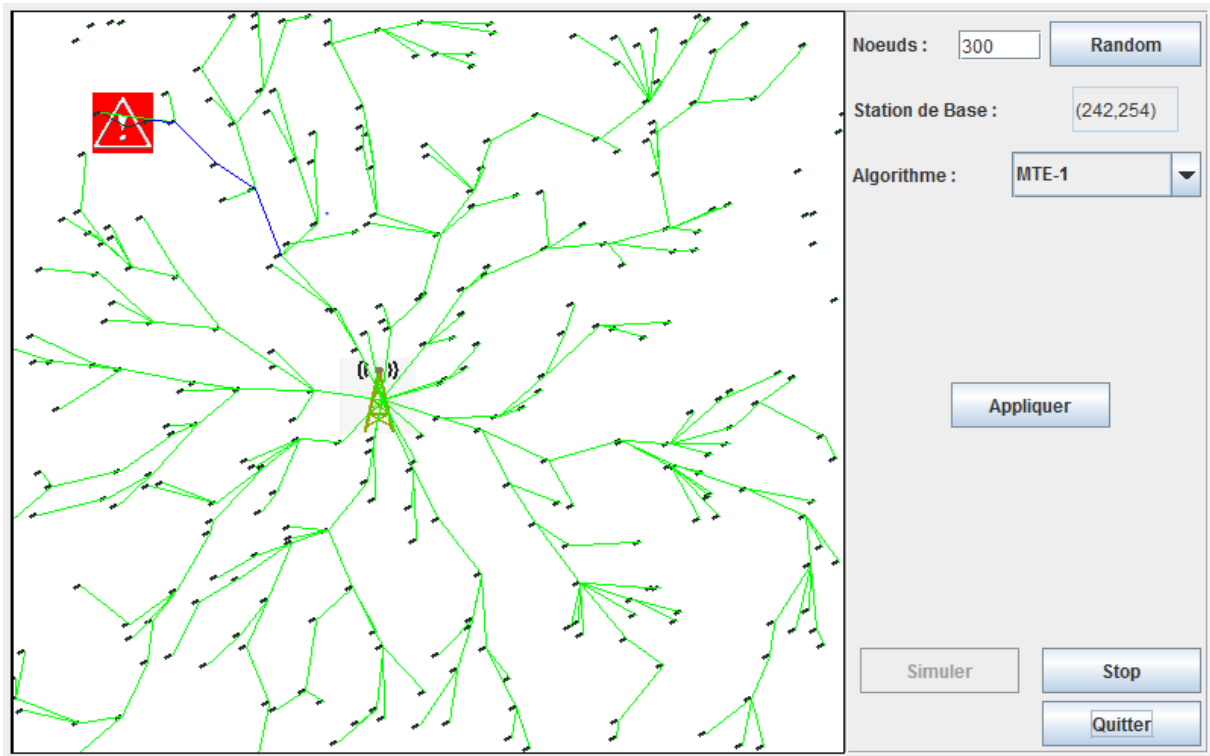 Noeuds :
300
Random
Station de Base :
(242,254)
Algorithme :
MTE-1
Appliquer
Simuler
Stop
Quitter